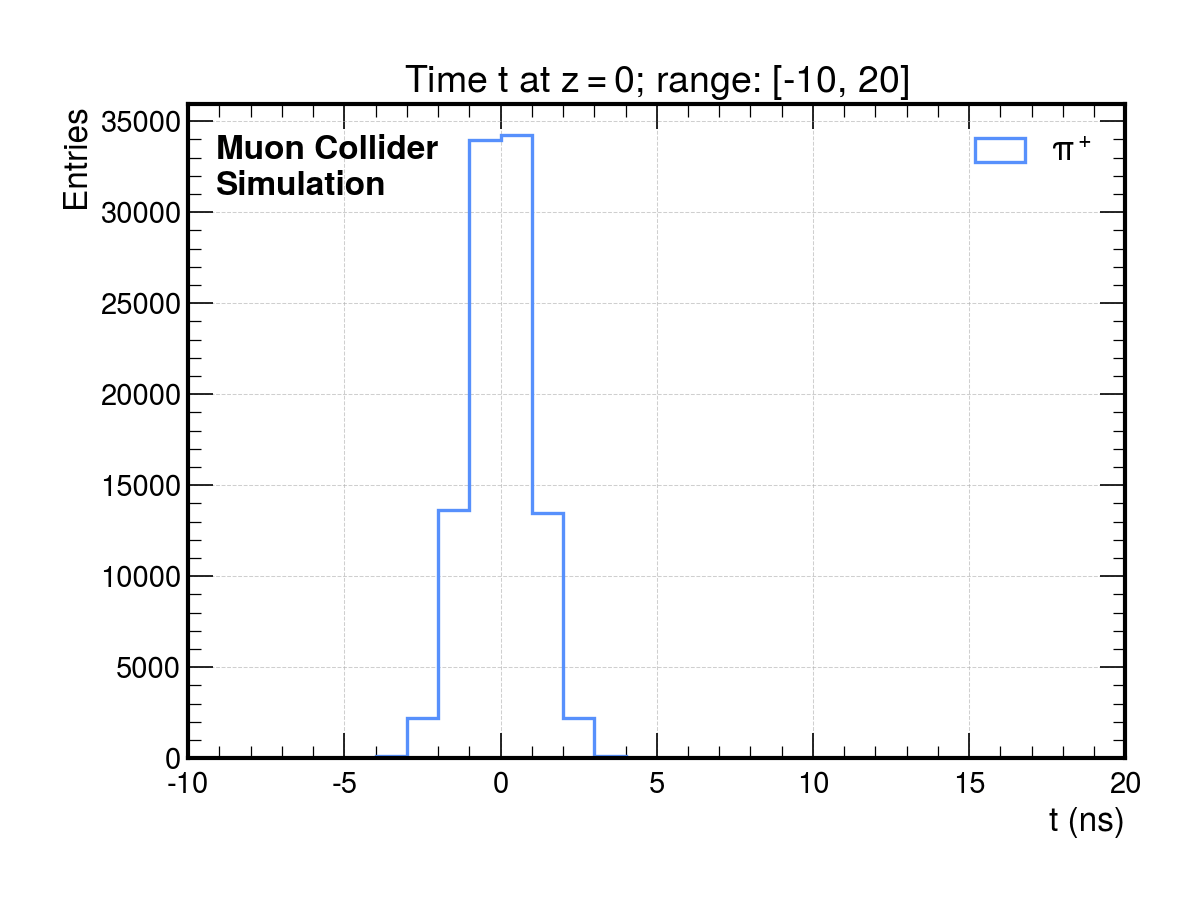 Time t at z = 0; range: [-10, 20]
Entries
35000
30000
25000
20000
15000
10000
5000
0
Muon Collider
Simulation
π⁺
-10 -5 0 5 10 15 20
t (ns)